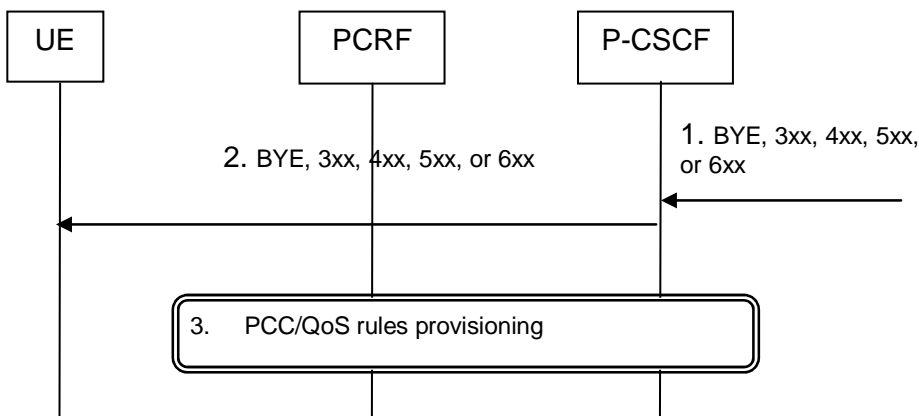 UE
PCRF
P-CSCF
1. BYE, 3xx, 4xx, 5xx,
or 6xx
2. BYE, 3xx, 4xx, 5xx, or 6xx
3. PCC/QoS rules provisioning